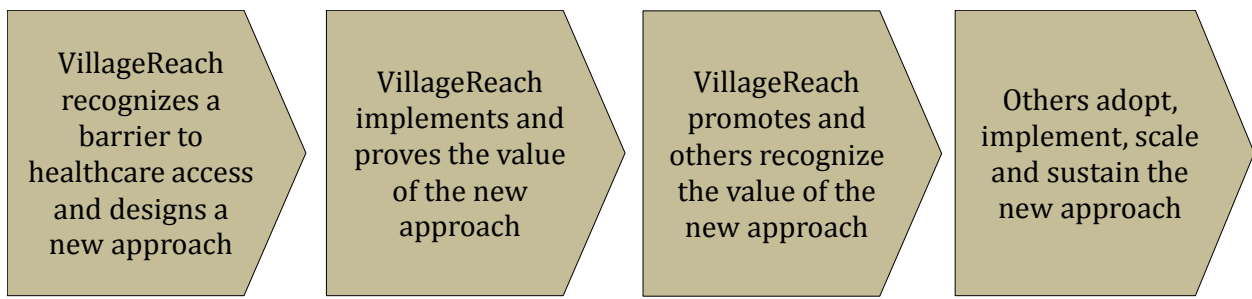 VillageReach
recognizes a
barrier to
healthcare access
and designs a
new approach
VillageReach
implements and
proves the value
of the new
approach
VillageReach
promotes and
others recognize
the value of the
new approach
Others adopt,
implement, scale
and sustain the
new approach